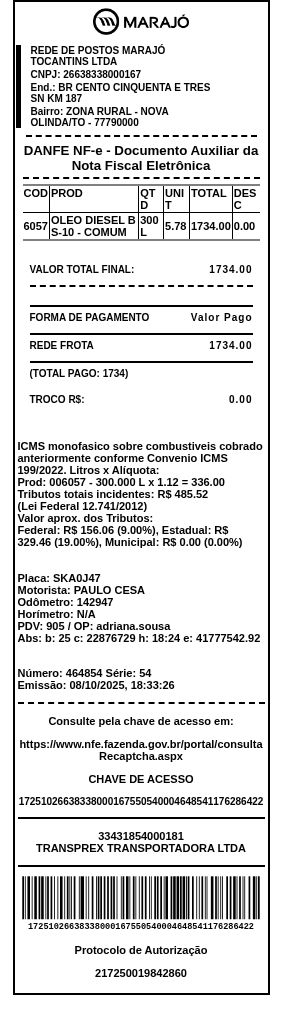 MARAJÓ
REDE DE POSTOS MARAJÓ
TOCANTINS LTDA
CNPJ: 26638338000167
End.: BR CENTO CINQUENTA E TRES
SN KM 187
Bairro: ZONA RURAL - NOVA
OLINDA/TO - 77790000
DANFE NF-e - Documento Auxiliar da
Nota Fiscal Eletrônica
COD PROD QT UNI TOTAL DES
D T C
6057 OLEO DIESEL B 300 5.78 1734.00 0.00
S-10 - COMUM L
VALOR TOTAL FINAL: 1734.00
FORMA DE PAGAMENTO Valor Pago
REDE FROTA 1734.00
(TOTAL PAGO: 1734)
TROCO R$: 0.00
ICMS monofasico sobre combustiveis cobrado
anteriormente conforme Convenio ICMS
199/2022. Litros x Alíquota:
Prod: 006057 - 300.000 L x 1.12 = 336.00
Tributos totais incidentes: R$ 485.52
(Lei Federal 12.741/2012)
Valor aprox. dos Tributos:
Federal: R$ 156.06 (9.00%), Estadual: R$
329.46 (19.00%), Municipal: R$ 0.00 (0.00%)
Placa: SKA0J47
Motorista: PAULO CESA
Odômetro: 142947
Horímetro: N/A
PDV: 905 / OP: adriana.sousa
Abs: b: 25 c: 22876729 h: 18:24 e: 41777542.92
Número: 464854 Série: 54
Emissão: 08/10/2025, 18:33:26
Consulte pela chave de acesso em:
https://www.nfe.fazenda.gov.br/portal/consulta
Recaptcha.aspx
CHAVE DE ACESSO
17251026638338000167550540004648541176286422
33431854000181
TRANSPREX TRANSPORTADORA LTDA
17251026638338000167550540004648541176286422
Protocolo de Autorização
217250019842860